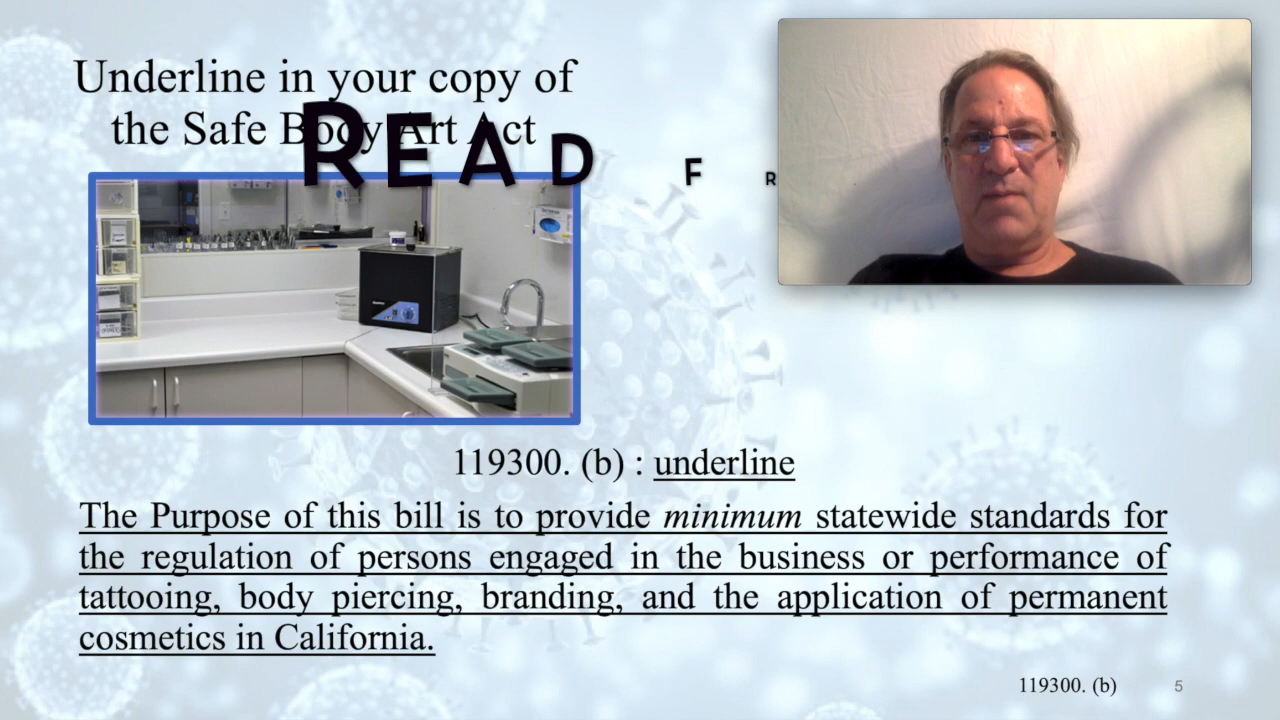 Underline in your copy of
the Safe Body Art Act
READ F R
119300. (b) : underline
The Purpose of this bill is to provide minimum statewide standards for
the regulation of persons engaged in the business or performance of
tattooing, body piercing, branding, and the application of permanent
cosmetics in California.
119300. (b) 5